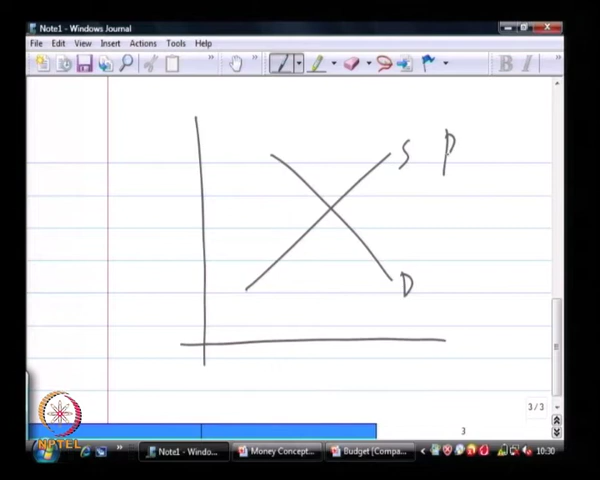 Note1 - Windows Journal
File Edit View Insert Actions Tools Help
B I
S P
D
3/3
3
NPTEL
Note1 - Windo...
Money Concept...
Budget [Compa...
10:30